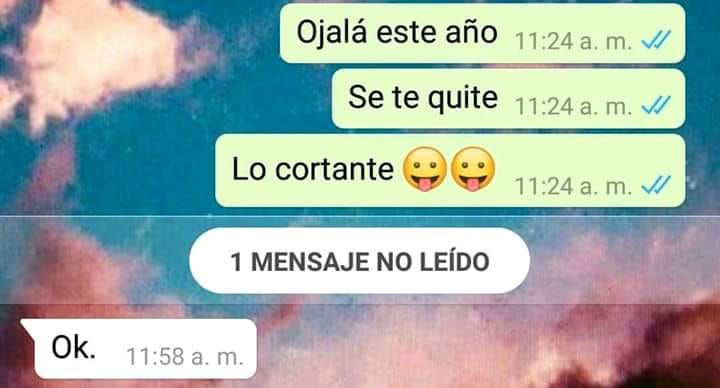 Ojalá este año 11:24 a. m.
Se te quite 11:24 a. m.
Lo cortante 😛😛 11:24 a. m.
1 MENSAJE NO LEÍDO
Ok. 11:58 a. m.